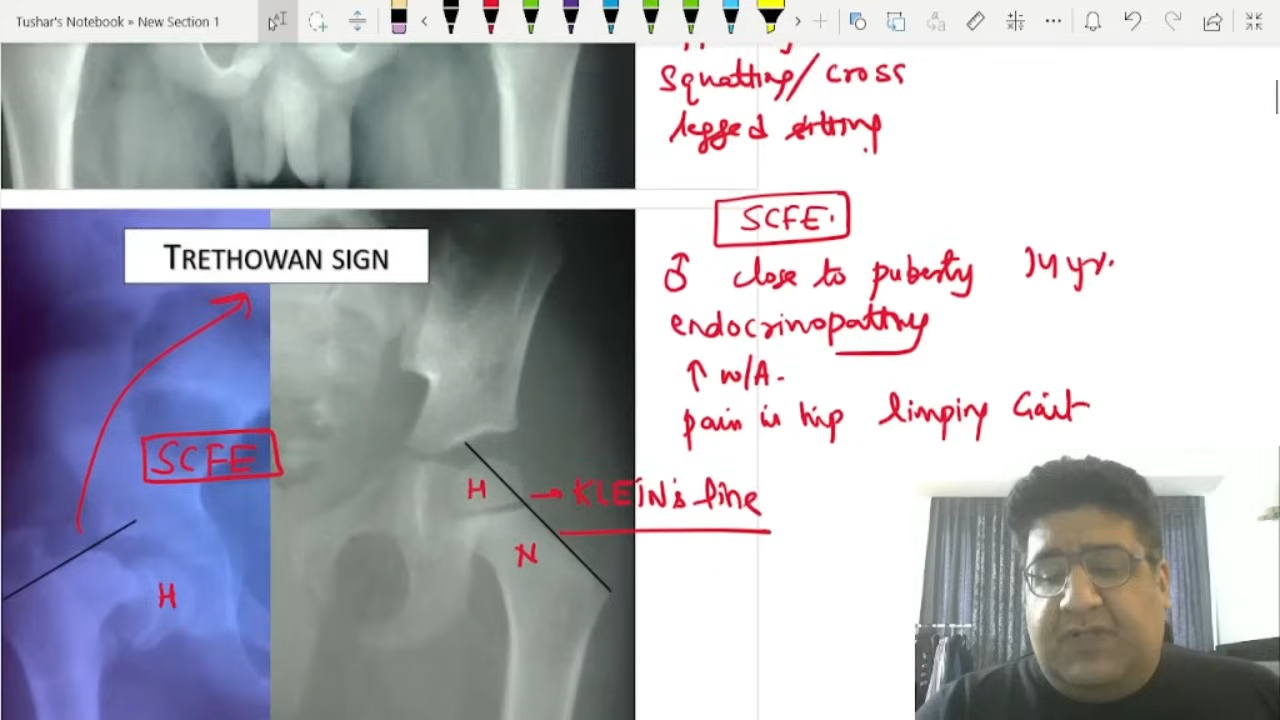 Tushar's Notebook » New Section 1
Squatting/cross
legged sitting
SCFE.
TRETHOWAN SIGN
♂ close to puberty 14 yr.
endocrinopathy
↑ w/A.
pain in hip limping Gait
SCFE
H → KLEIN's line
N
H